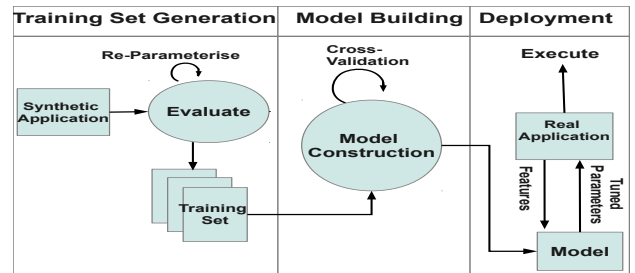 Training Set Generation
Model Building
Deployment
Re-Parameterise
Synthetic
Application
Evaluate
Training
Set
Cross-
Validation
Model
Construction
Execute
Real
Application
Features
Tuned
Parameters
Model